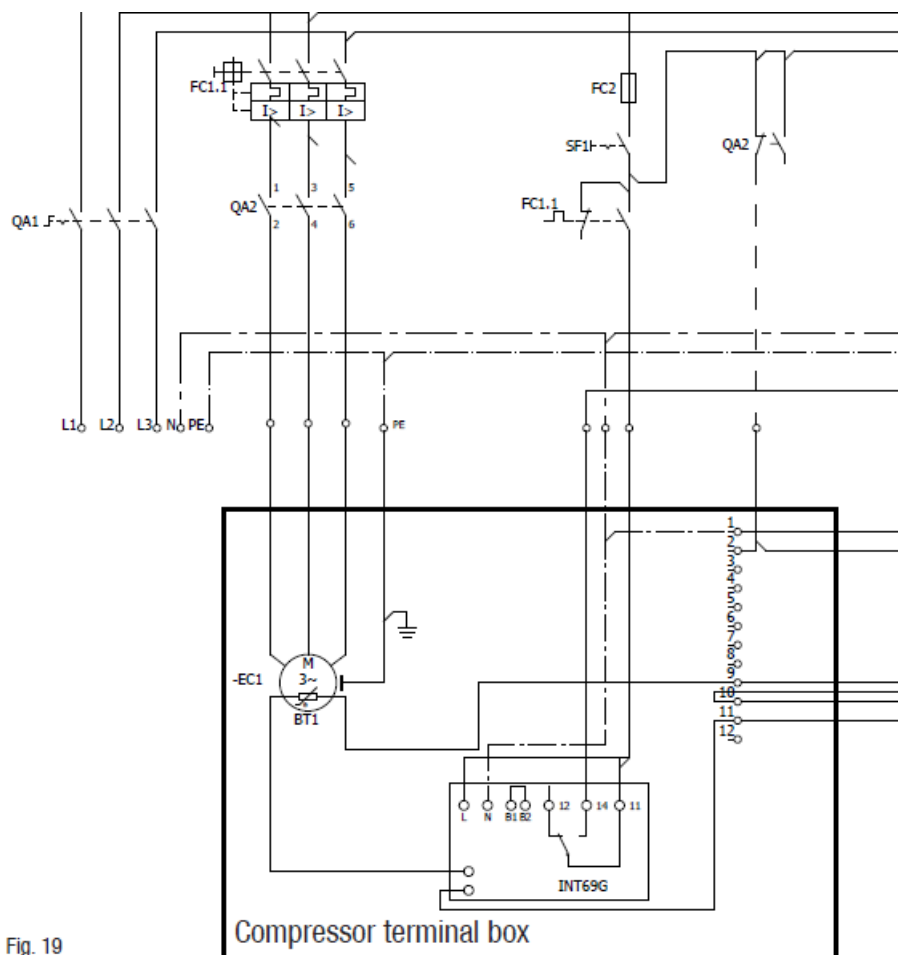 FC1.1
I> I> I>
FC2
SF1
QA2
1 3 5
QA2
2 4 6
QA1
FC1.1
L1 L2 L3 N PE
PE
1
2
3
4
5
6
7
8
9
10
11
12
M
3~
-EC1
BT1
L N B1 B2 12 14 11
INT69G
Compressor terminal box
Fig. 19